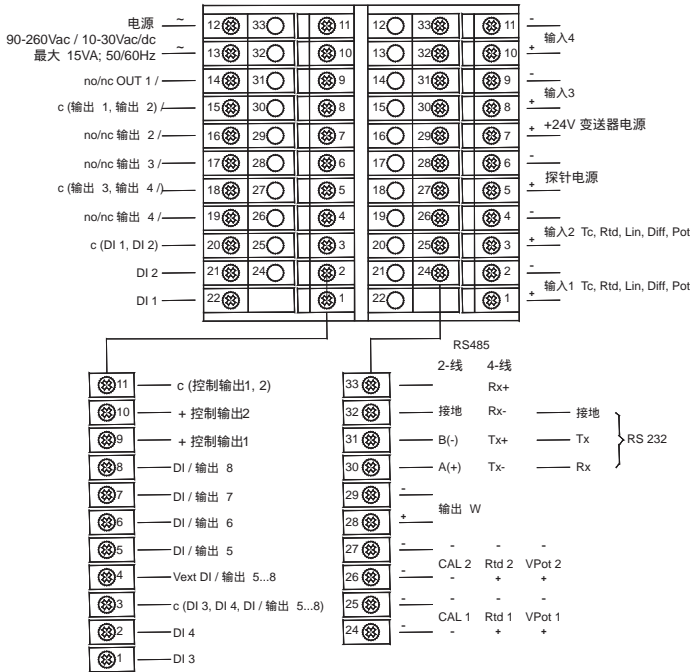 电源 ~ 12 33 11 12 33 11 -
90-260Vac / 10-30Vac/dc 输入4
最大 15VA; 50/60Hz ~ 13 32 10 13 32 10 +
no/nc OUT 1 / 14 31 9 14 31 9 -
输入3
c (输出 1, 输出 2) / 15 30 8 15 30 8 +
no/nc 输出 2 / 16 29 7 16 29 7 + +24V 变送器电源
no/nc 输出 3 / 17 28 6 17 28 6 -
探针电源
c (输出 3, 输出 4 /) 18 27 5 18 27 5 +
no/nc 输出 4 / 19 26 4 19 26 4 -
输入2 Tc, Rtd, Lin, Diff, Pot
c (DI 1, DI 2) 20 25 3 20 25 3 +
DI 2 21 24 2 21 24 2 -
输入1 Tc, Rtd, Lin, Diff, Pot
DI 1 22 1 22 1 +
11 c (控制输出1, 2)
10 + 控制输出2
9 + 控制输出1
8 DI / 输出 8
7 DI / 输出 7
6 DI / 输出 6
5 DI / 输出 5
4 Vext DI / 输出 5...8
3 c (DI 3, DI 4, DI / 输出 5...8)
2 DI 4
1 DI 3
RS485
2-线 4-线
33 Rx+
32 接地 Rx- 接地
31 B(-) Tx+ Tx RS 232
30 A(+) Tx- Rx
29 -
输出 W
28 +
27 - - - -
CAL 2 Rtd 2 VPot 2
26 - - + +
25 - - - -
CAL 1 Rtd 1 VPot 1
24 - - + +